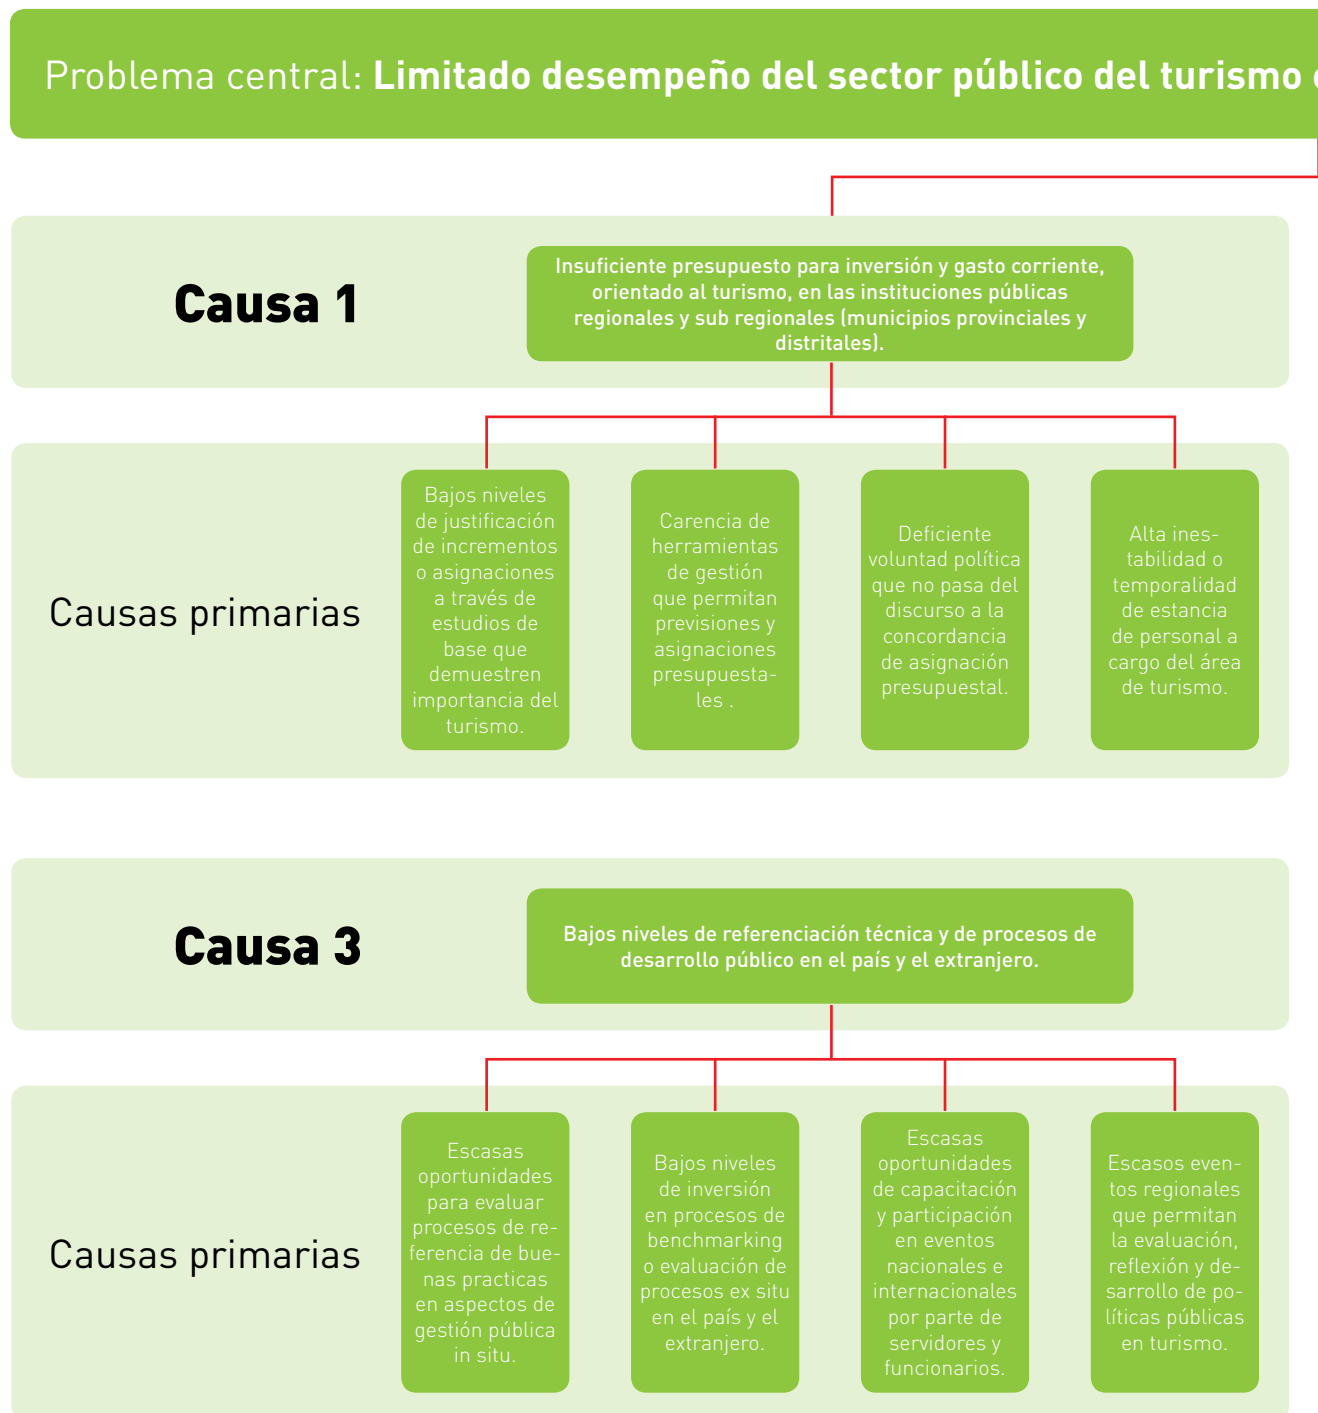 Problema central: Limitado desempeño del sector público del turismo
Causa 1
Insuficiente presupuesto para inversión y gasto corriente,
orientado al turismo, en las instituciones públicas
regionales y sub regionales (municipios provinciales y
distritales).
Causas primarias
Bajos niveles
de justificación
de incrementos
o asignaciones
a través de
estudios de
base que
demuestren
importancia del
turismo.
Carencia de
herramientas
de gestión
que permitan
previsiones y
asignaciones
presupuesta-
les .
Deficiente
voluntad política
que no pasa del
discurso a la
concordancia
de asignación
presupuestal.
Alta ines-
tabilidad o
temporalidad
de estancia
de personal a
cargo del área
de turismo.
Causa 3
Bajos niveles de referenciación técnica y de procesos de
desarrollo público en el país y el extranjero.
Causas primarias
Escasas
oportunidades
para evaluar
procesos de re-
ferencia de bue-
nas practicas
en aspectos de
gestión pública
in situ.
Bajos niveles
de inversión
en procesos de
benchmarking
o evaluación de
procesos ex situ
en el país y el
extranjero.
Escasas
oportunidades
de capacitación
y participación
en eventos
nacionales e
internacionales
por parte de
servidores y
funcionarios.
Escasos even-
tos regionales
que permitan
la evaluación,
reflexión y de-
sarrollo de po-
líticas públicas
en turismo.